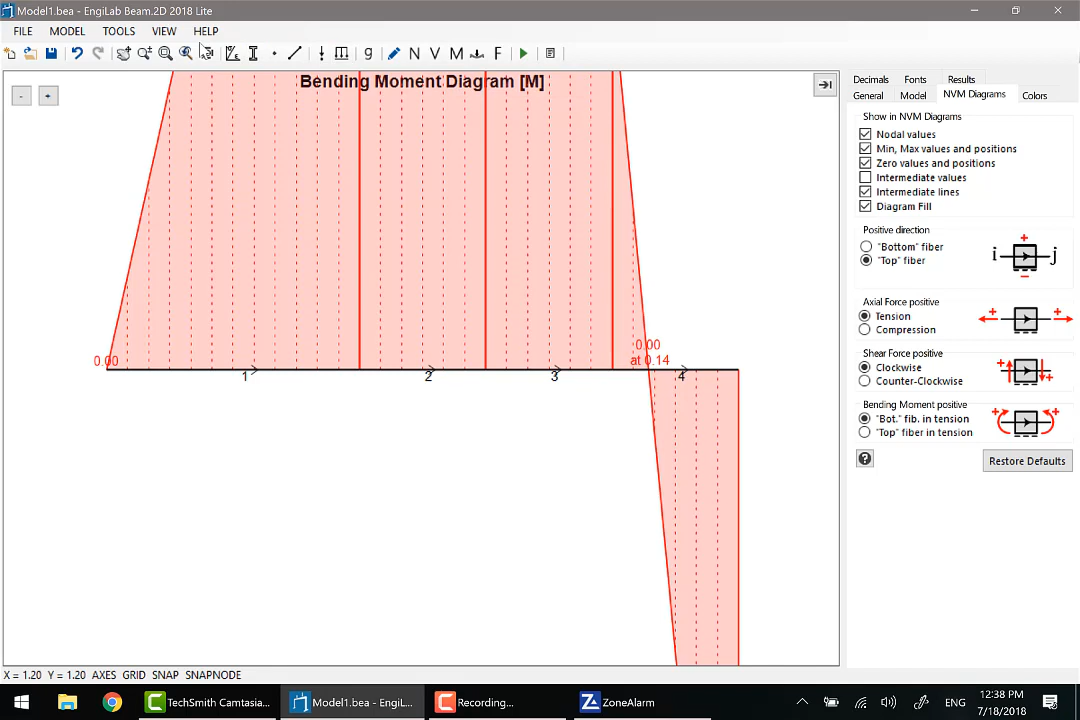 Model1.bea - EngiLab Beam.2D 2018 Lite
FILE MODEL TOOLS VIEW HELP
g N V M F
Bending Moment Diagram [M]
- +
0.00
1 2 3 4
0.00
at 0.14
Decimals Fonts Results
General Model NVM Diagrams Colors
Show in NVM Diagrams
Nodal values
Min, Max values and positions
Zero values and positions
Intermediate values
Intermediate lines
Diagram Fill
Positive direction
"Bottom" fiber
"Top" fiber
i j
Axial Force positive
Tension
Compression
Shear Force positive
Clockwise
Counter-Clockwise
Bending Moment positive
"Bot." fib. in tension
"Top" fiber in tension
Restore Defaults
X = 1.20 Y = 1.20 AXES GRID SNAP SNAPNODE
TechSmith Camtasia... Model1.bea - EngiL... Recording... ZoneAlarm
ENG
12:38 PM
7/18/2018